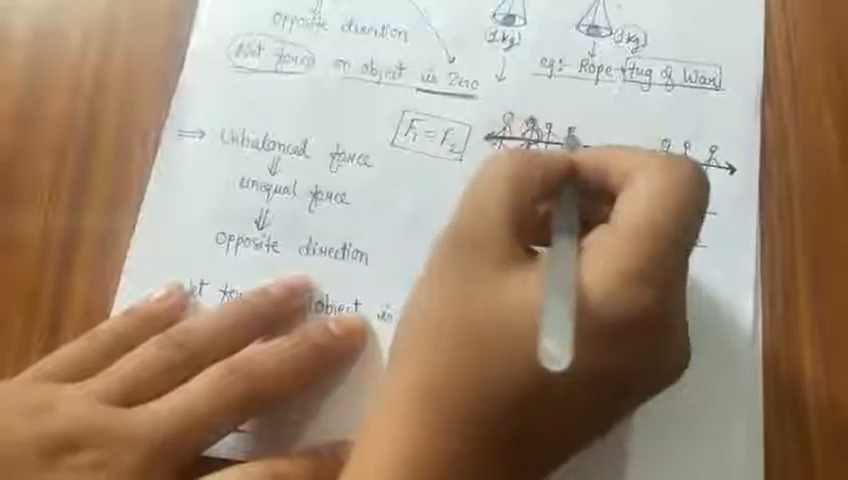 opposite direction
(1kg)
(1kg)
Net force on object is Zero
eg:- Rope → tug of War
F₁ = F₂
⇒ Unbalanced force
unequal force
opposite direction
object is